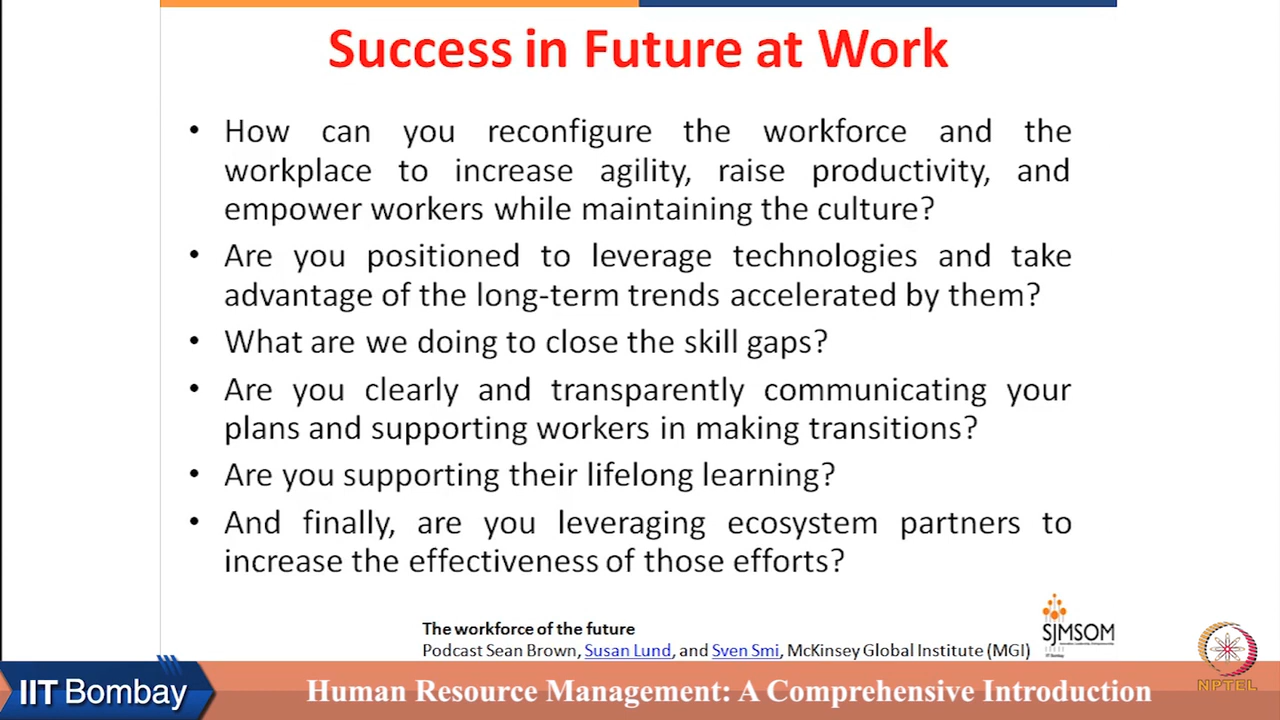 Success in Future at Work
• How can you reconfigure the workforce and the
workplace to increase agility, raise productivity, and
empower workers while maintaining the culture?
• Are you positioned to leverage technologies and take
advantage of the long-term trends accelerated by them?
• What are we doing to close the skill gaps?
• Are you clearly and transparently communicating your
plans and supporting workers in making transitions?
• Are you supporting their lifelong learning?
• And finally, are you leveraging ecosystem partners to
increase the effectiveness of those efforts?
The workforce of the future
Podcast Sean Brown, Susan Lund, and Sven Smi, McKinsey Global Institute (MGI)
SJMSOM
IIT Bombay
Human Resource Management: A Comprehensive Introduction
NPTEL